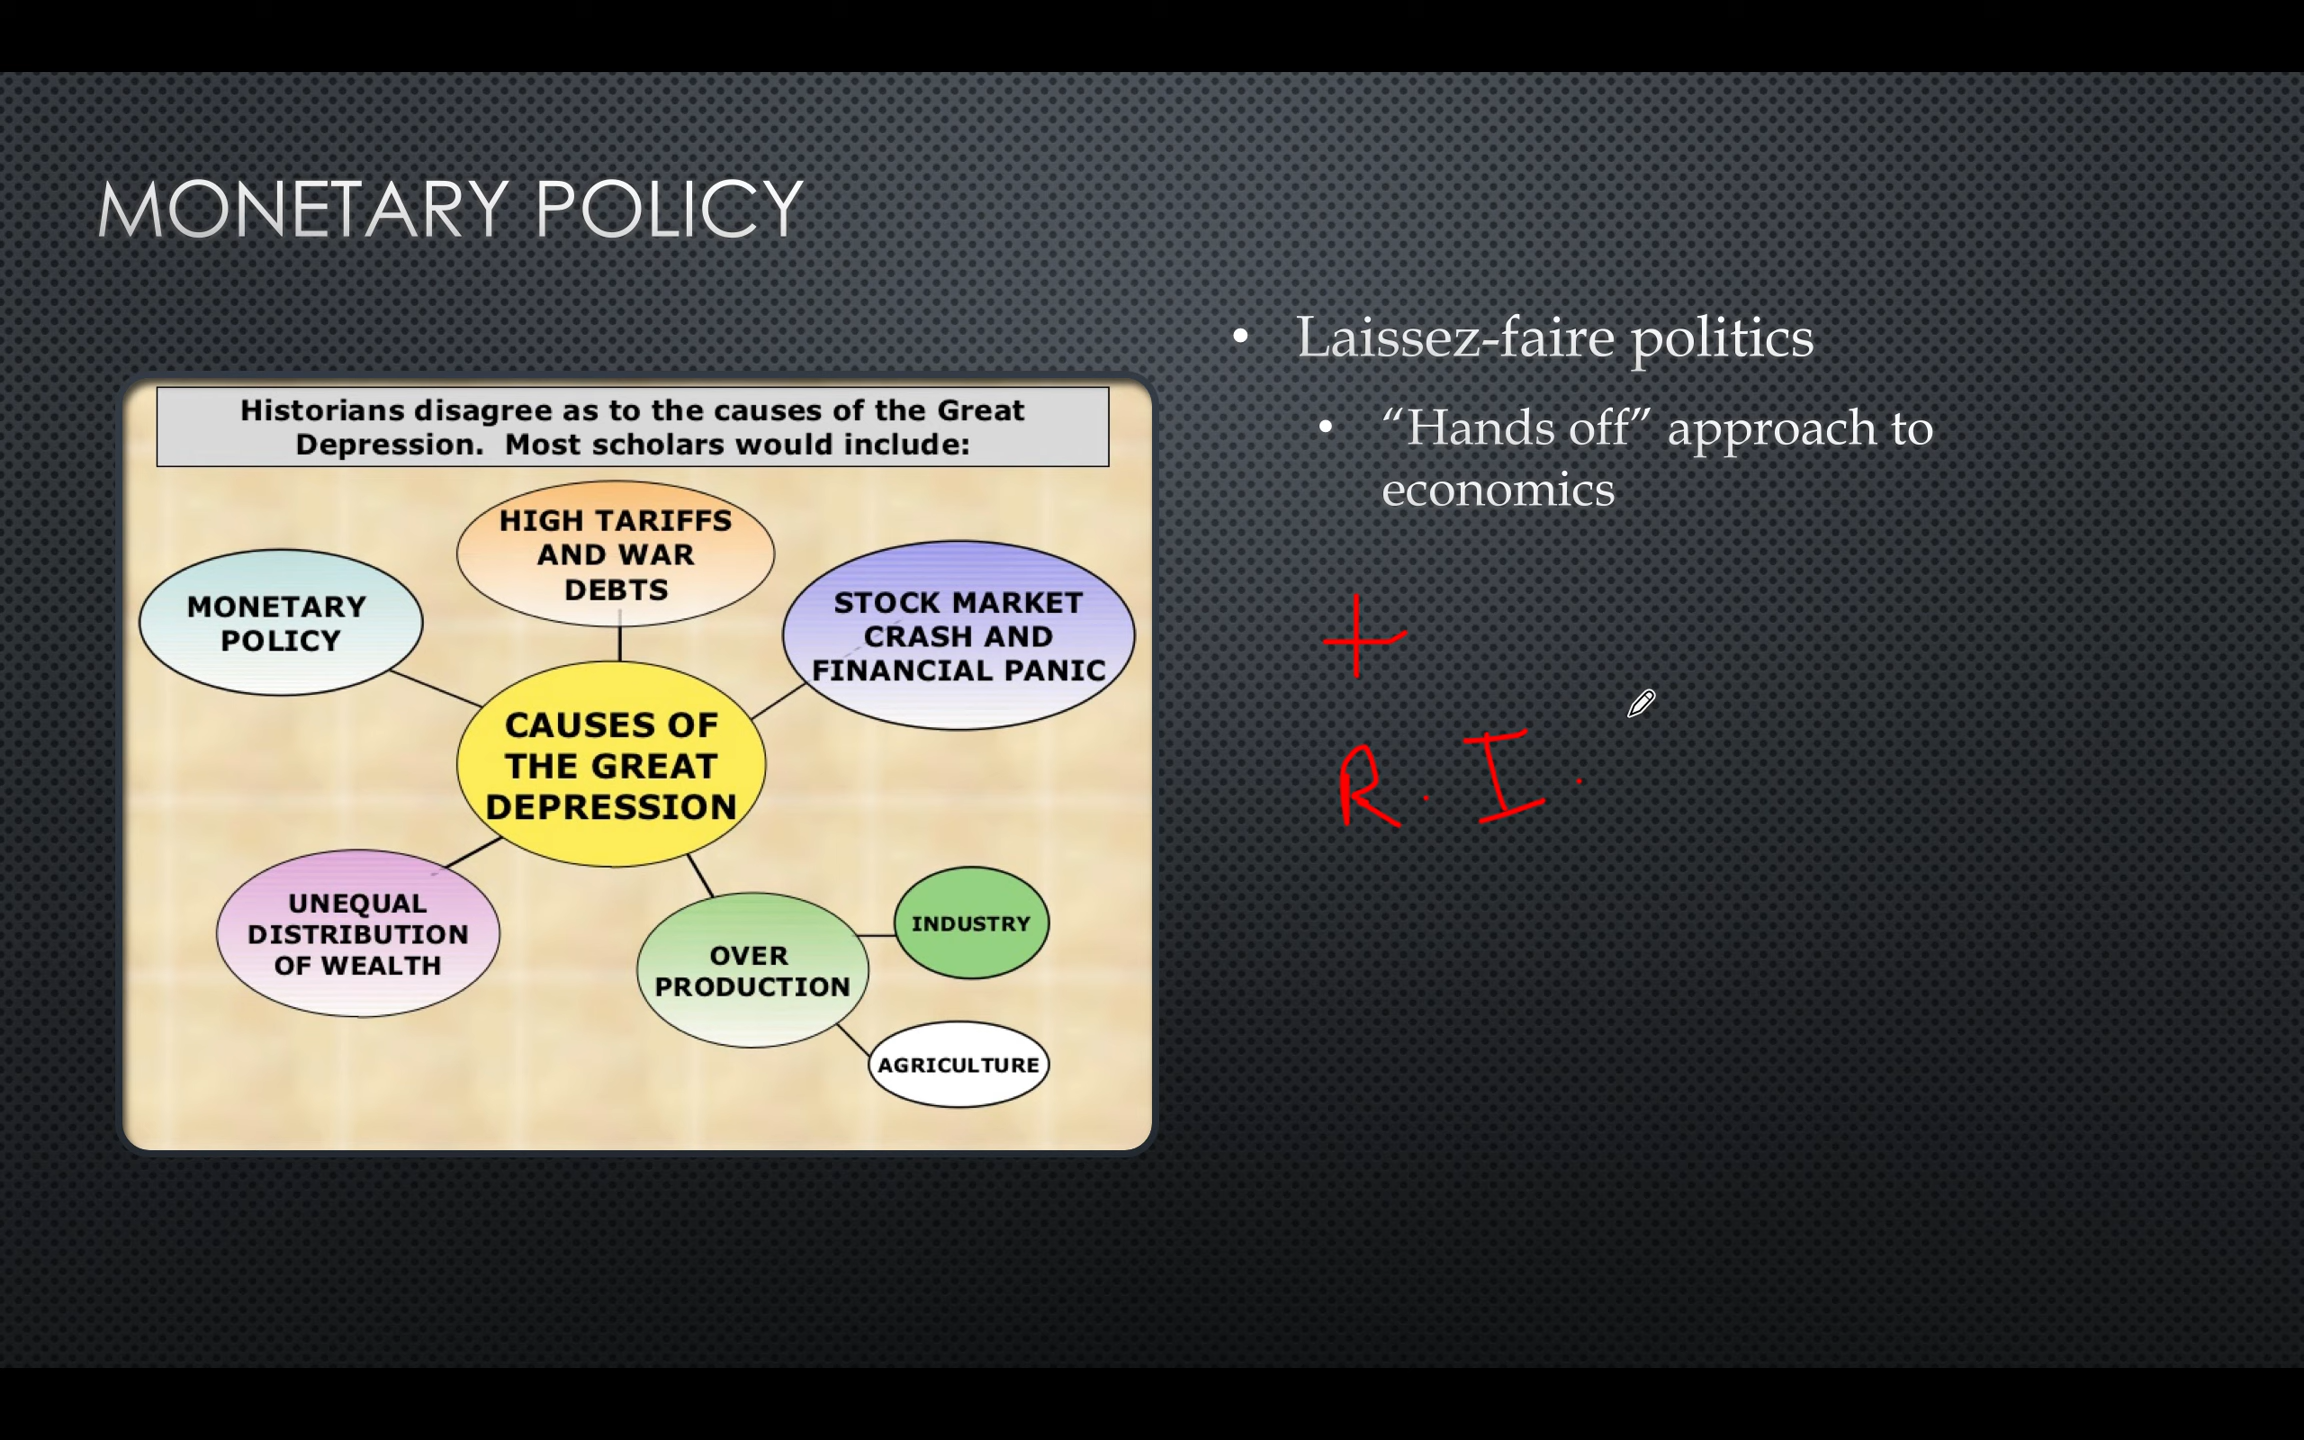 MONETARY POLICY
Historians disagree as to the causes of the Great
Depression. Most scholars would include:
HIGH TARIFFS
AND WAR
DEBTS
MONETARY
POLICY
STOCK MARKET
CRASH AND
FINANCIAL PANIC
CAUSES OF
THE GREAT
DEPRESSION
UNEQUAL
DISTRIBUTION
OF WEALTH
OVER
PRODUCTION
INDUSTRY
AGRICULTURE
• Laissez-faire politics
• “Hands off” approach to
economics
+
R. I.